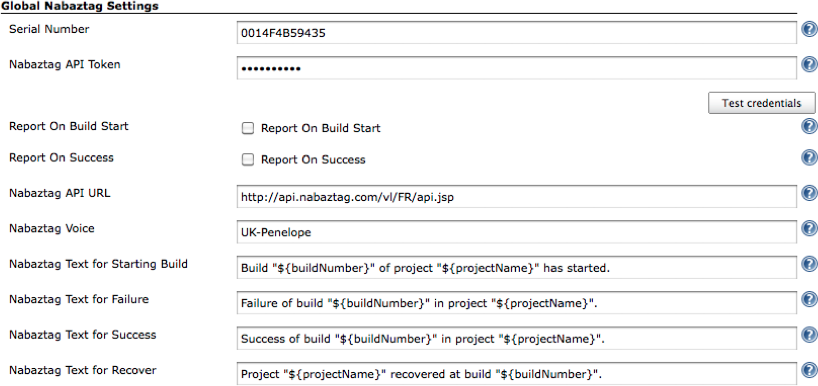 Global Nabaztag Settings
Serial Number 0014F4B59435
Nabaztag API Token ••••••••••
Test credentials
Report On Build Start Report On Build Start
Report On Success Report On Success
Nabaztag API URL http://api.nabaztag.com/vl/FR/api.jsp
Nabaztag Voice UK-Penelope
Nabaztag Text for Starting Build Build "${buildNumber}" of project "${projectName}" has started.
Nabaztag Text for Failure Failure of build "${buildNumber}" in project "${projectName}".
Nabaztag Text for Success Success of build "${buildNumber}" in project "${projectName}".
Nabaztag Text for Recover Project "${projectName}" recovered at build "${buildNumber}".